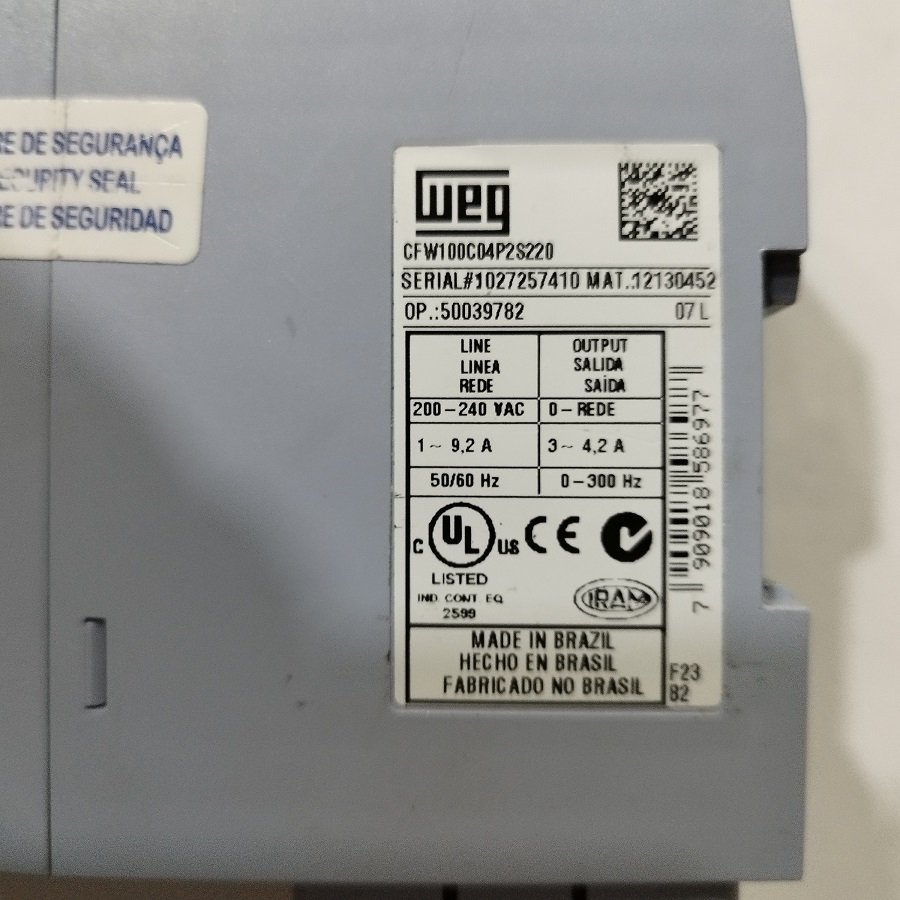 RE DE SEGURANÇA
SEAL
RE DE SEGURIDAD
WEG
CFW100C04P2S220
SERIAL#1027257410 MAT.:12130452
OP.:50039782 07L
LINE OUTPUT
LINEA SALIDA
REDE SAÍDA
200-240 VAC 0-REDE
1~ 9,2 A 3~ 4,2 A
50/60 Hz 0-300 Hz
C UL US CE
LISTED
IND. CONT. EQ. IRAM
2599
MADE IN BRAZIL
HECHO EN BRASIL
FABRICADO NO BRASIL
7 909018 586977
F23
B2